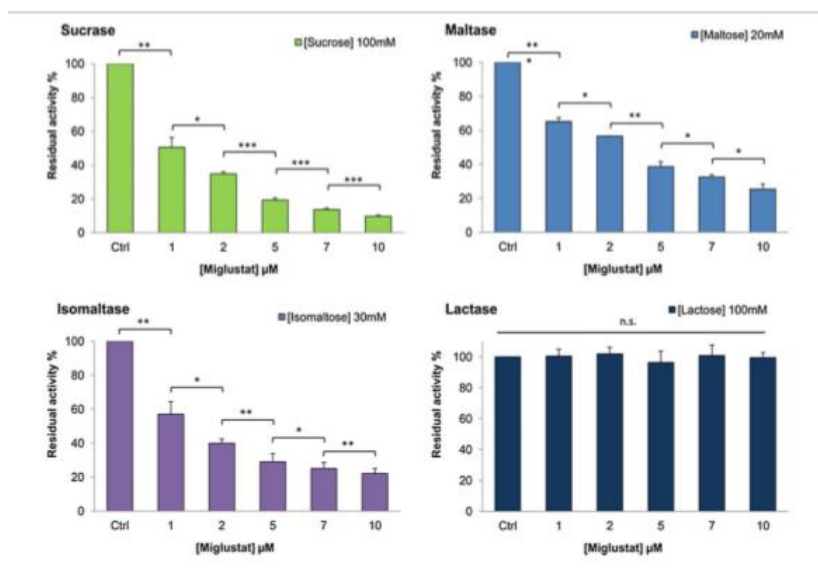 Sucrase
[Sucrose] 100mM
Residual activity %
100
80
60
40
20
0
**
*
***
***
***
Ctrl 1 2 5 7 10
[Miglustat] µM
Maltase
[Maltose] 20mM
Residual activity %
100
80
60
40
20
0
**
*
*
**
*
*
Ctrl 1 2 5 7 10
[Miglustat] µM
Isomaltase
[Isomaltose] 30mM
Residual activity %
100
80
60
40
20
0
**
*
**
*
**
Ctrl 1 2 5 7 10
[Miglustat] µM
Lactase
[Lactose] 100mM
n.s.
Residual activity %
100
80
60
40
20
0
Ctrl 1 2 5 7 10
[Miglustat] µM